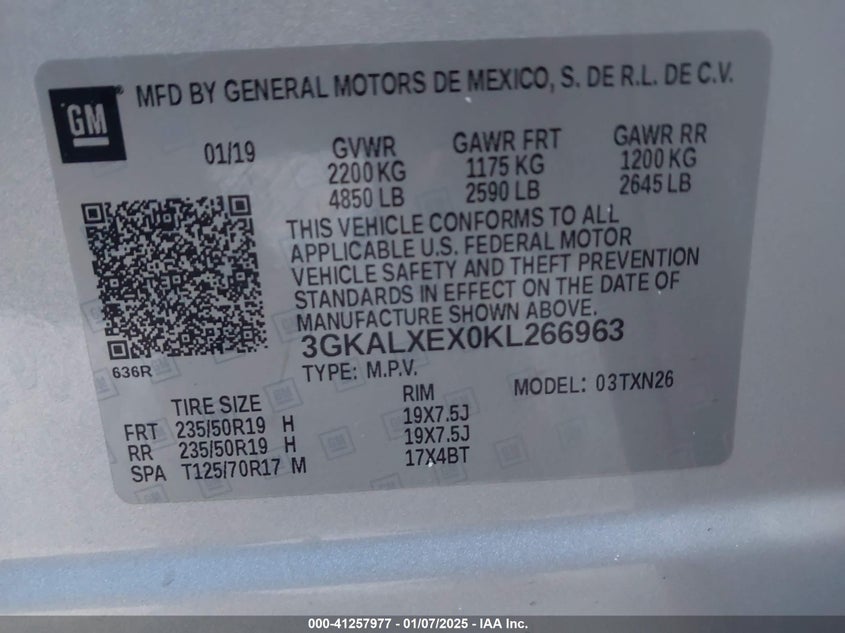 GM
MFD BY GENERAL MOTORS DE MEXICO, S. DE R.L. DE C.V.
01/19 GVWR GAWR FRT GAWR RR
2200 KG 1175 KG 1200 KG
4850 LB 2590 LB 2645 LB
THIS VEHICLE CONFORMS TO ALL
APPLICABLE U.S. FEDERAL MOTOR
VEHICLE SAFETY AND THEFT PREVENTION
STANDARDS IN EFFECT ON THE DATE OF
MANUFACTURE SHOWN ABOVE.
3GKALXEX0KL266963
636R
TYPE: M.P.V. MODEL: 03TXN26
TIRE SIZE RIM
FRT 235/50R19 H 19X7.5J
RR 235/50R19 H 19X7.5J
SPA T125/70R17 M 17X4BT
000-41257977 - 01/07/2025 - IAA Inc.